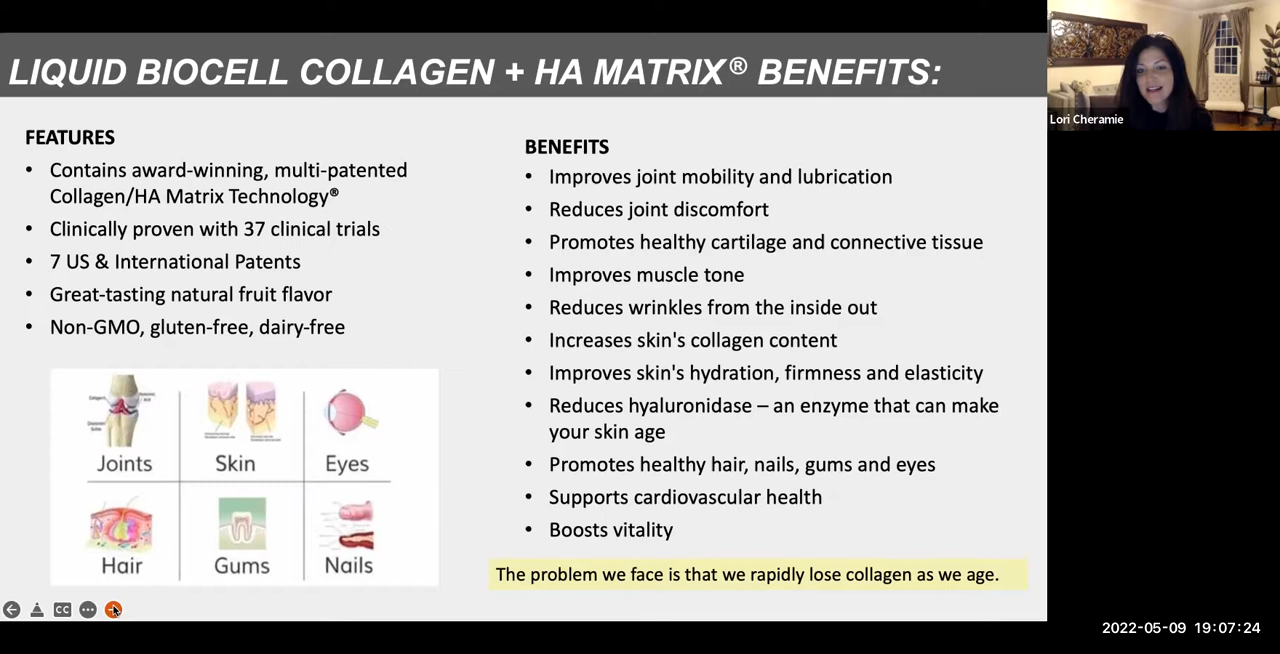 LIQUID BIOCELL COLLAGEN + HA MATRIX® BENEFITS:
Lori Cheramie
FEATURES
• Contains award-winning, multi-patented
Collagen/HA Matrix Technology®
• Clinically proven with 37 clinical trials
• 7 US & International Patents
• Great-tasting natural fruit flavor
• Non-GMO, gluten-free, dairy-free
Joints
Skin
Eyes
Hair
Gums
Nails
BENEFITS
• Improves joint mobility and lubrication
• Reduces joint discomfort
• Promotes healthy cartilage and connective tissue
• Improves muscle tone
• Reduces wrinkles from the inside out
• Increases skin's collagen content
• Improves skin's hydration, firmness and elasticity
• Reduces hyaluronidase – an enzyme that can make
your skin age
• Promotes healthy hair, nails, gums and eyes
• Supports cardiovascular health
• Boosts vitality
The problem we face is that we rapidly lose collagen as we age.
CC
2022-05-09 19:07:24